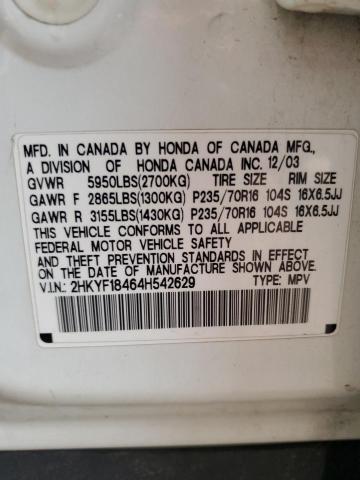 MFD. IN CANADA BY HONDA OF CANADA MFG.,
A DIVISION OF HONDA CANADA INC. 12/03
GVWR 5950LBS(2700KG) TIRE SIZE RIM SIZE
GAWR F 2865LBS(1300KG) P235/70R16 104S 16X6.5JJ
GAWR R 3155LBS(1430KG) P235/70R16 104S 16X6.5JJ
THIS VEHICLE CONFORMS TO ALL APPLICABLE
FEDERAL MOTOR VEHICLE SAFETY
AND THEFT PREVENTION STANDARDS IN EFFECT
ON THE DATE OF MANUFACTURE SHOWN ABOVE.
V.I.N.: 2HKYF18464H542629 TYPE: MPV